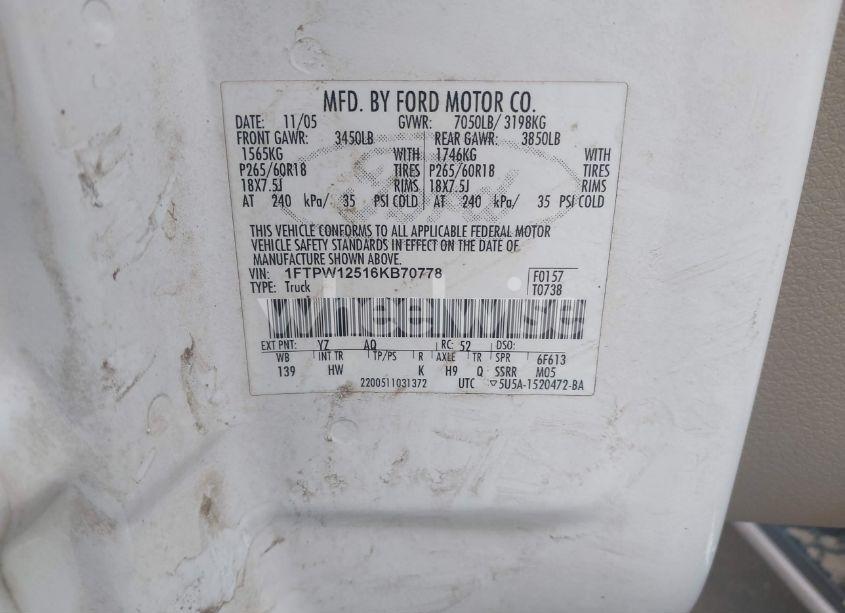 MFD. BY FORD MOTOR CO.
DATE: 11/05 GVWR: 7050LB/ 3198KG
FRONT GAWR: 3450LB REAR GAWR: 3850LB
1565KG WITH 1746KG WITH
P265/60R18 TIRES P265/60R18 TIRES
18X7.5J RIMS 18X7.5J RIMS
AT 240 kPa/ 35 PSI COLD AT 240 kPa/ 35 PSI COLD
THIS VEHICLE CONFORMS TO ALL APPLICABLE FEDERAL MOTOR
VEHICLE SAFETY STANDARDS IN EFFECT ON THE DATE OF
MANUFACTURE SHOWN ABOVE.
VIN: 1FTPW12516KB70778 F0157
TYPE: Truck T0738
EXT PNT: YZ AQ RC: 52 DSO:
WB INT TR TP/PS R AXLE TR SPR 6F613
139 HW K H9 Q SSRR M05
2200511031372 UTC ▽5U5A-1520472-BA